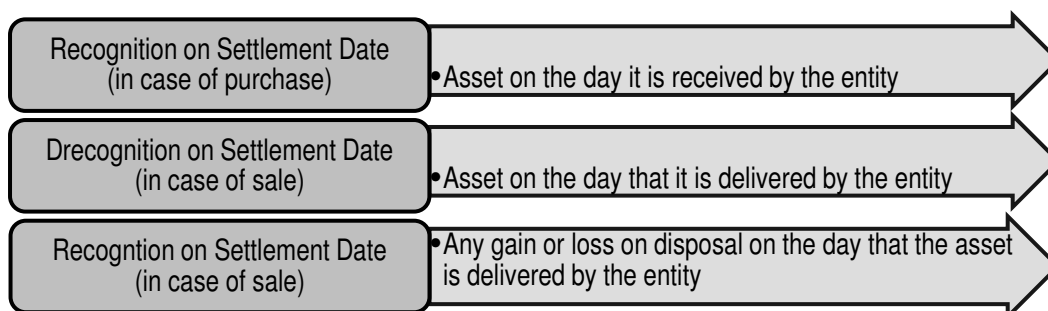 Recognition on Settlement Date
(in case of purchase)
•Asset on the day it is received by the entity
Drecognition on Settlement Date
(in case of sale)
•Asset on the day that it is delivered by the entity
Recogntion on Settlement Date
(in case of sale)
•Any gain or loss on disposal on the day that the asset
is delivered by the entity